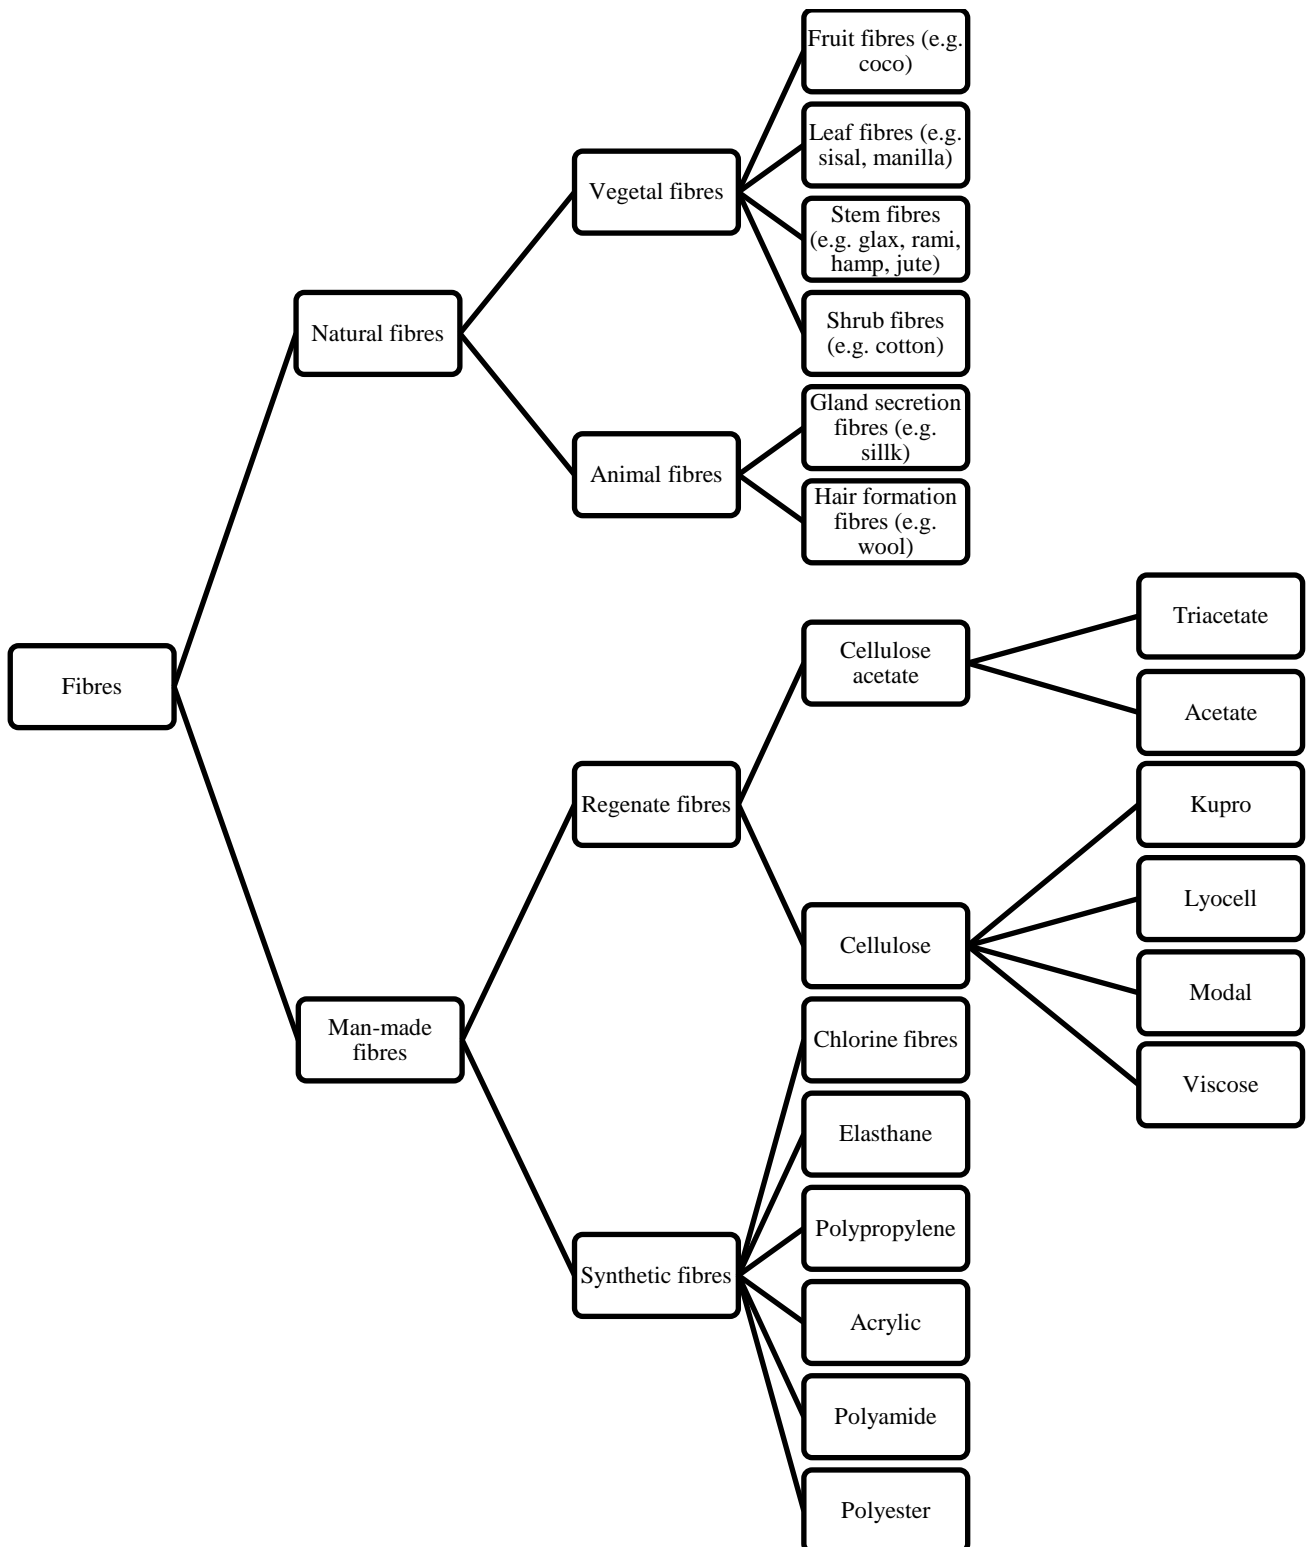 Fruit fibres (e.g.
coco)
Leaf fibres (e.g.
sisal, manilla)
Vegetal fibres
Stem fibres
(e.g. glax, rami,
hamp, jute)
Natural fibres
Shrub fibres
(e.g. cotton)
Gland secretion
fibres (e.g.
sillk)
Animal fibres
Hair formation
fibres (e.g.
wool)
Fibres
Triacetate
Cellulose
acetate
Acetate
Regenate fibres
Kupro
Lyocell
Cellulose
Modal
Man-made
fibres
Chlorine fibres
Viscose
Elasthane
Polypropylene
Synthetic fibres
Acrylic
Polyamide
Polyester